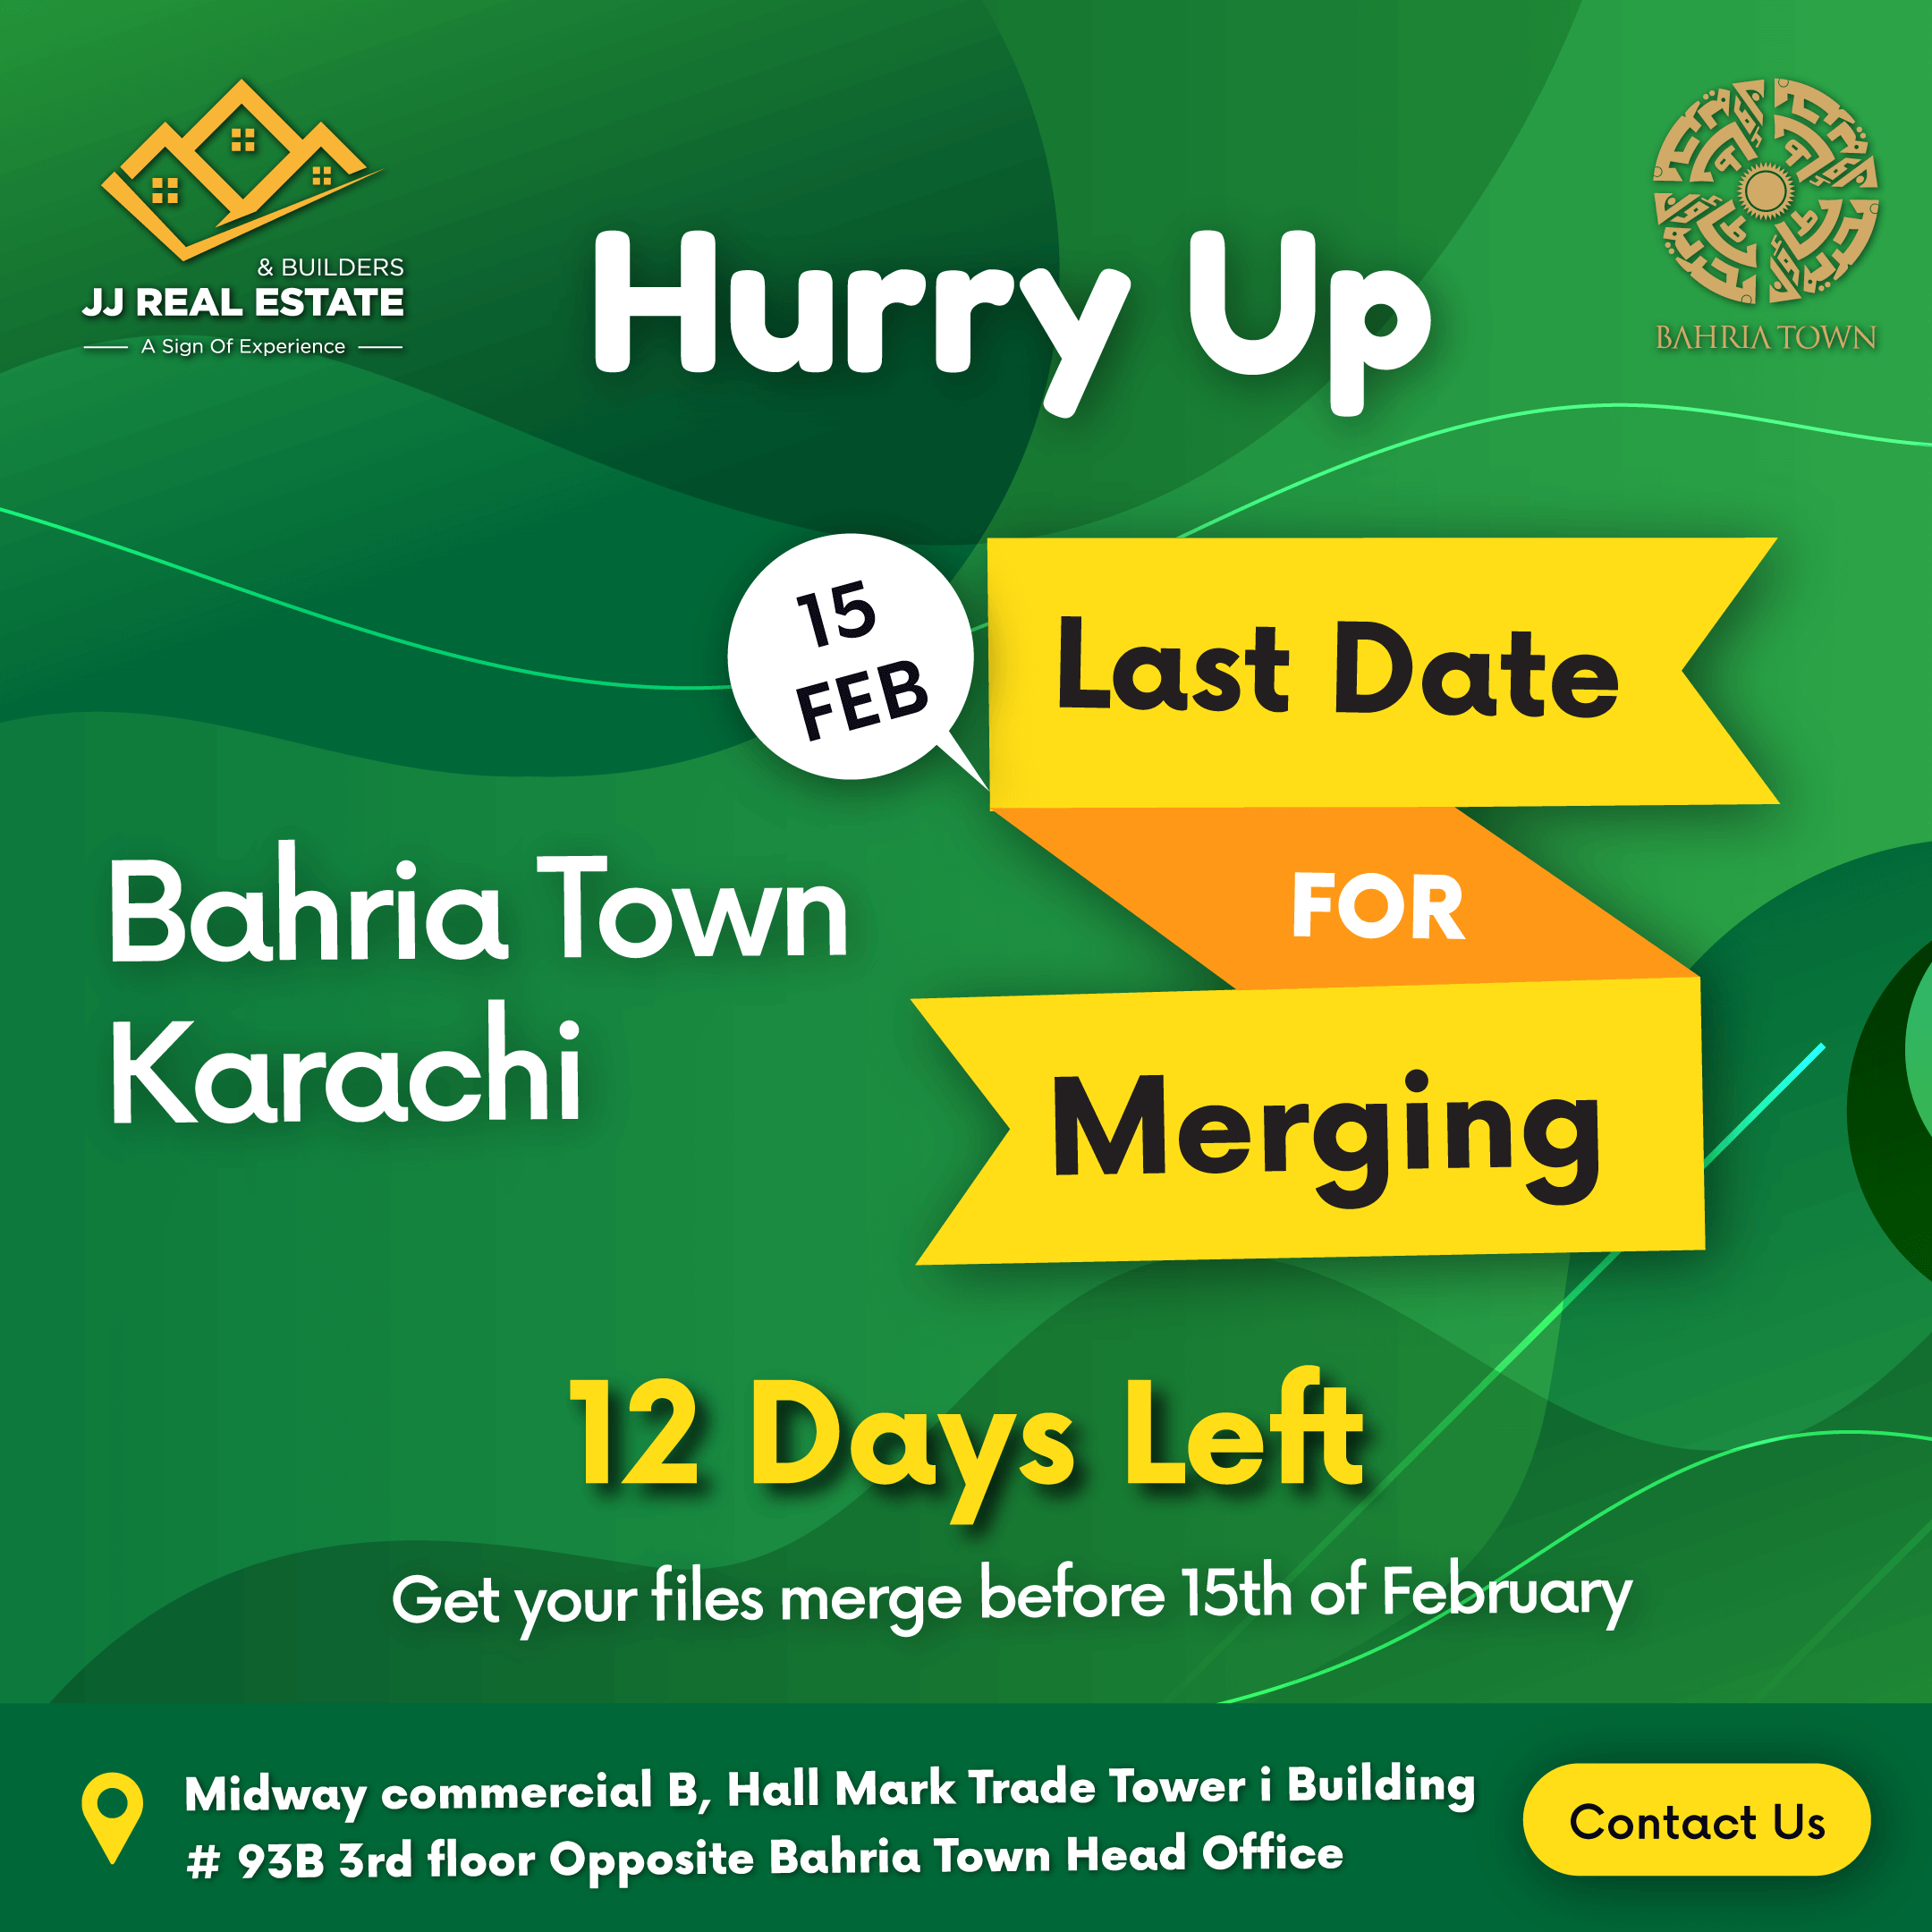 & BUILDERS
JJ REAL ESTATE
A Sign Of Experience
BAHRIA TOWN
Hurry Up
15
FEB
Last Date
FOR
Merging
Bahria Town
Karachi
12 Days Left
Get your files merge before 15th of February
Midway commercial B, Hall Mark Trade Tower i Building
# 93B 3rd floor Opposite Bahria Town Head Office
Contact Us